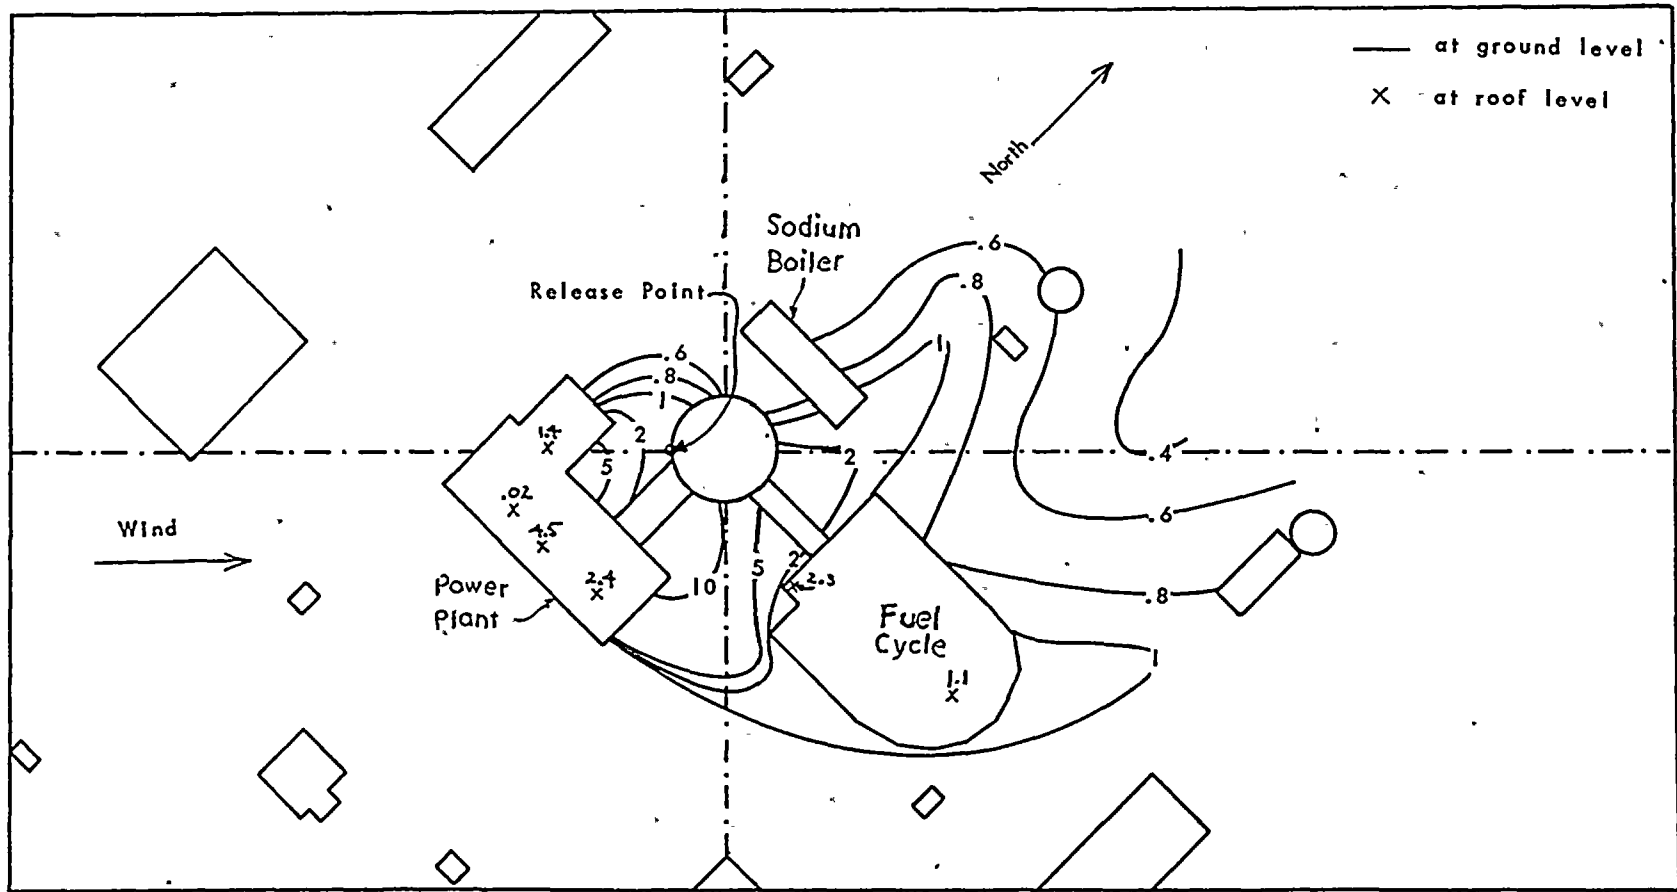 at ground level
× at roof level
North
Sodium
Boiler
Release Point
.6
.8
.6
.8
1
1
1.4
2
5
2
.4
.02
4.5
.6
Wind
2.4
10
5
2
2.3
.8
Power
Plant
Fuel
Cycle
1
1.1